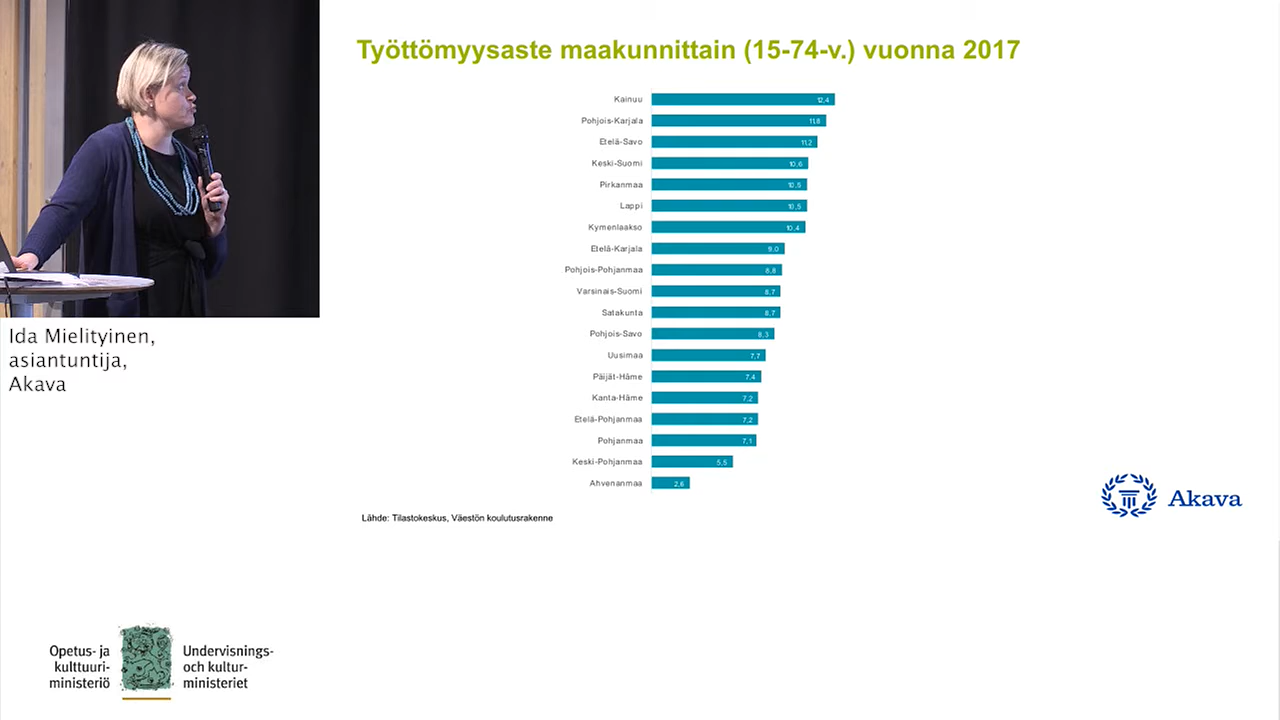 Työttömyysaste maakunnittain (15-74-v.) vuonna 2017
Kainuu 12,4
Pohjois-Karjala 11,8
Etelä-Savo 11,2
Keski-Suomi 10,6
Pirkanmaa 10,5
Lappi 10,5
Kymenlaakso 10,4
Etelä-Karjala 9,0
Pohjois-Pohjanmaa 8,8
Varsinais-Suomi 8,7
Satakunta 8,7
Pohjois-Savo 8,3
Uusimaa 7,7
Päijät-Häme 7,4
Kanta-Häme 7,2
Etelä-Pohjanmaa 7,2
Pohjanmaa 7,1
Keski-Pohjanmaa 5,5
Ahvenanmaa 2,6
Lähde: Tilastokeskus, Väestön koulutusrakenne
Akava
Ida Mielityinen,
asiantuntija,
Akava
Opetus- ja
kulttuuri-
ministeriö
Undervisnings-
och kultur-
ministeriet